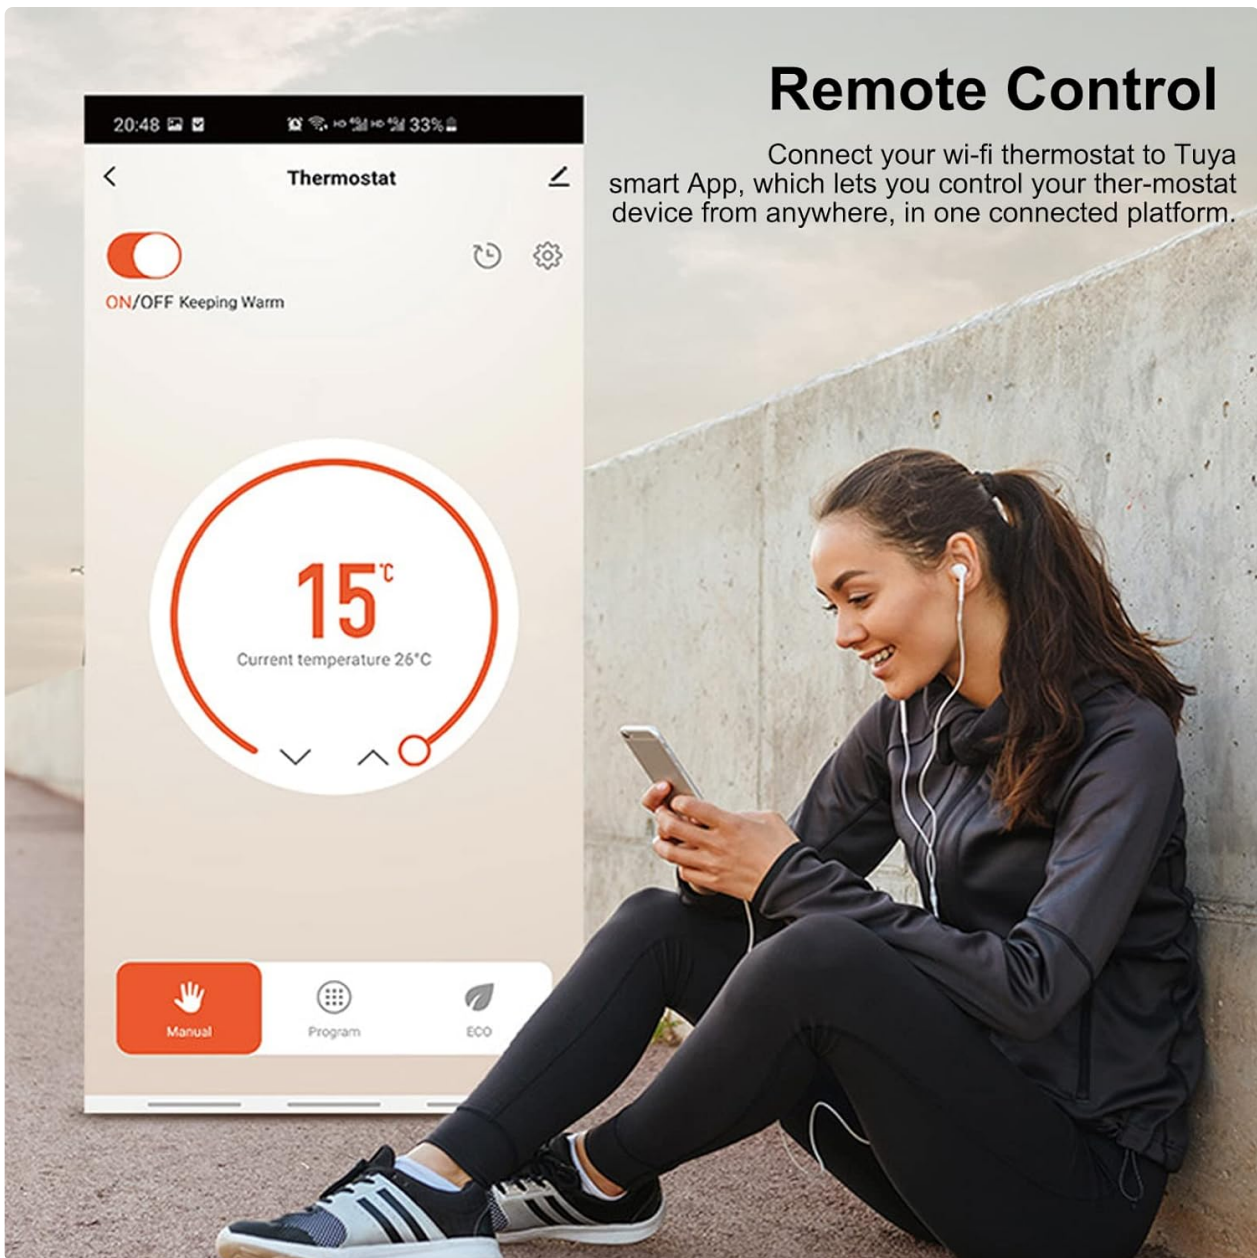 Remote Control
Connect your wi-fi thermostat to Tuya
smart App, which lets you control your ther-mostat
device from anywhere, in one connected platform.
20:48 33%
Thermostat
ON/OFF Keeping Warm
15℃
Current temperature 26°C
Manual Program ECO